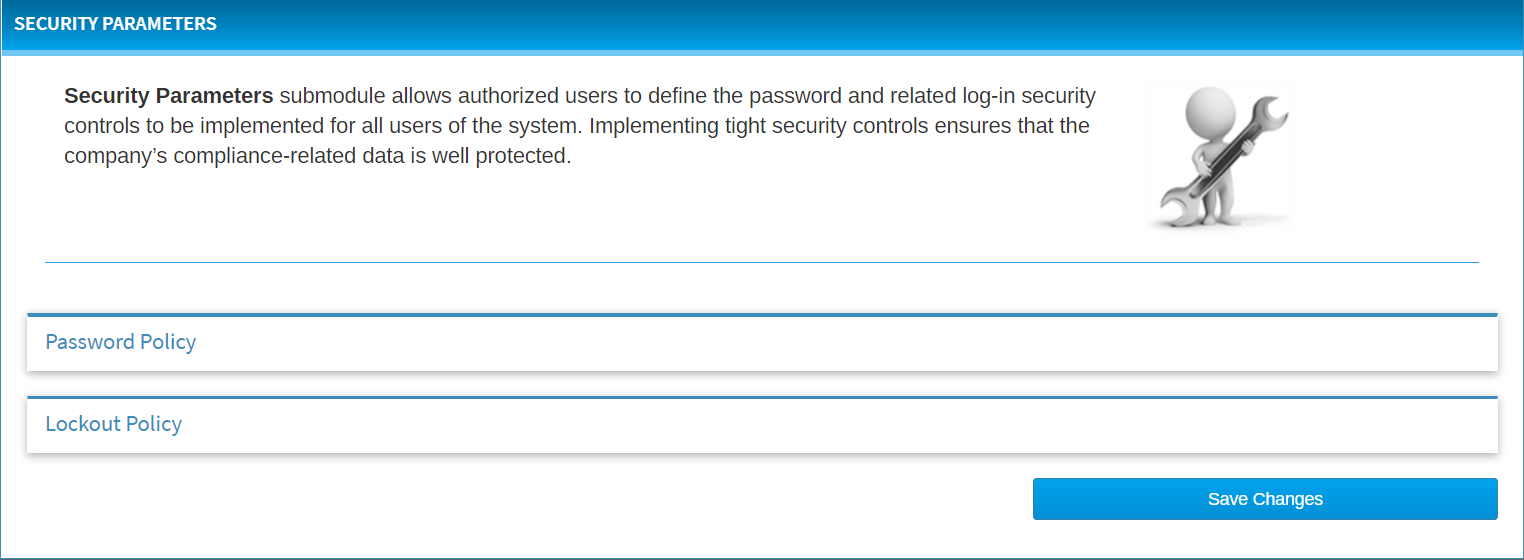 SECURITY PARAMETERS
Security Parameters submodule allows authorized users to define the password and related log-in security
controls to be implemented for all users of the system. Implementing tight security controls ensures that the
company’s compliance-related data is well protected.
Password Policy
Lockout Policy
Save Changes